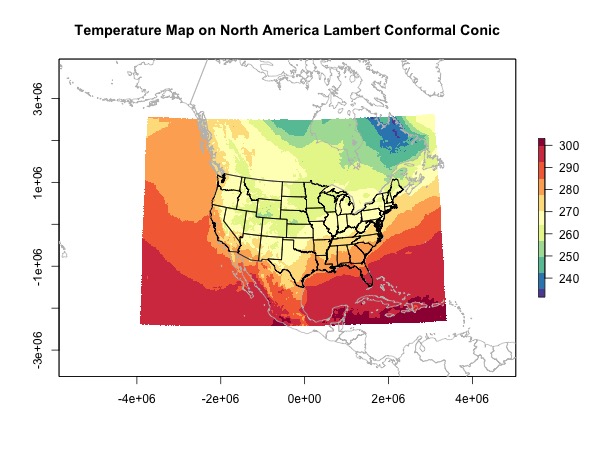 Temperature Map on North America Lambert Conformal Conic
3e+06
1e+06
-1e+06
-3e+06
-4e+06
-2e+06
0e+00
2e+06
4e+06
300
290
280
270
260
250
240